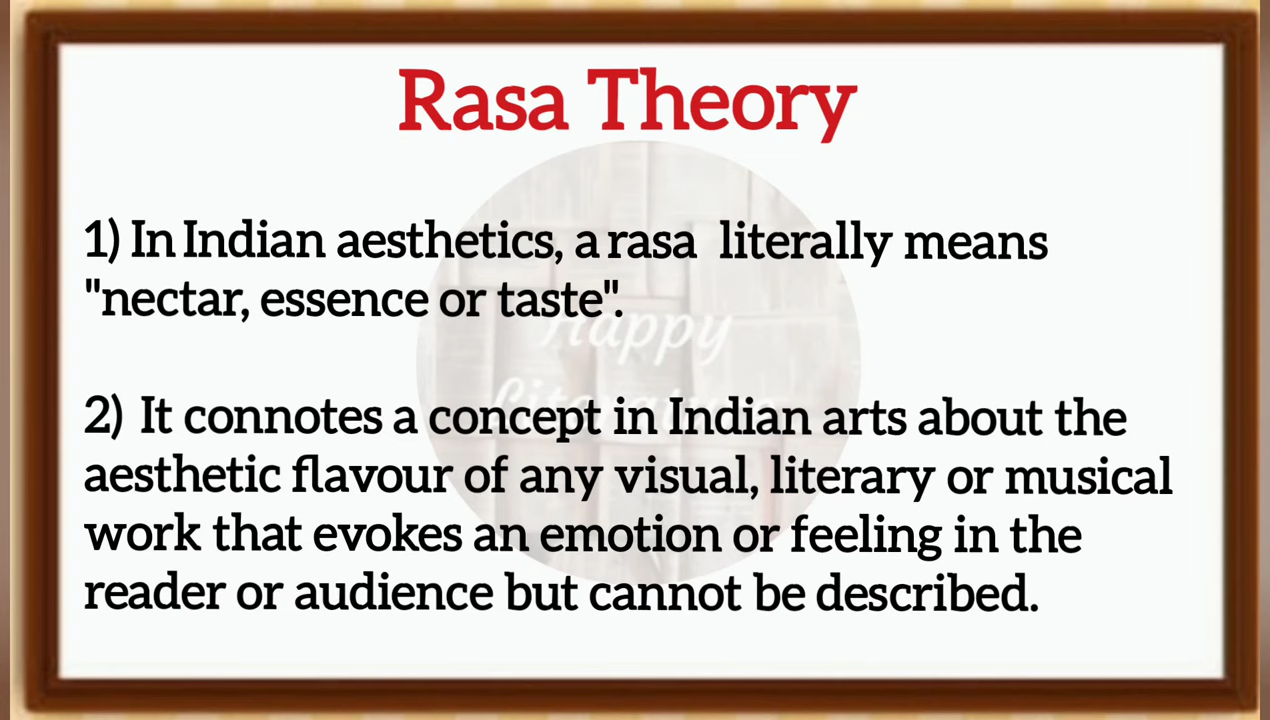 Rasa Theory
1) In Indian aesthetics, a rasa literally means
"nectar, essence or taste".
Happy
Literature
2) It connotes a concept in Indian arts about the
aesthetic flavour of any visual, literary or musical
work that evokes an emotion or feeling in the
reader or audience but cannot be described.